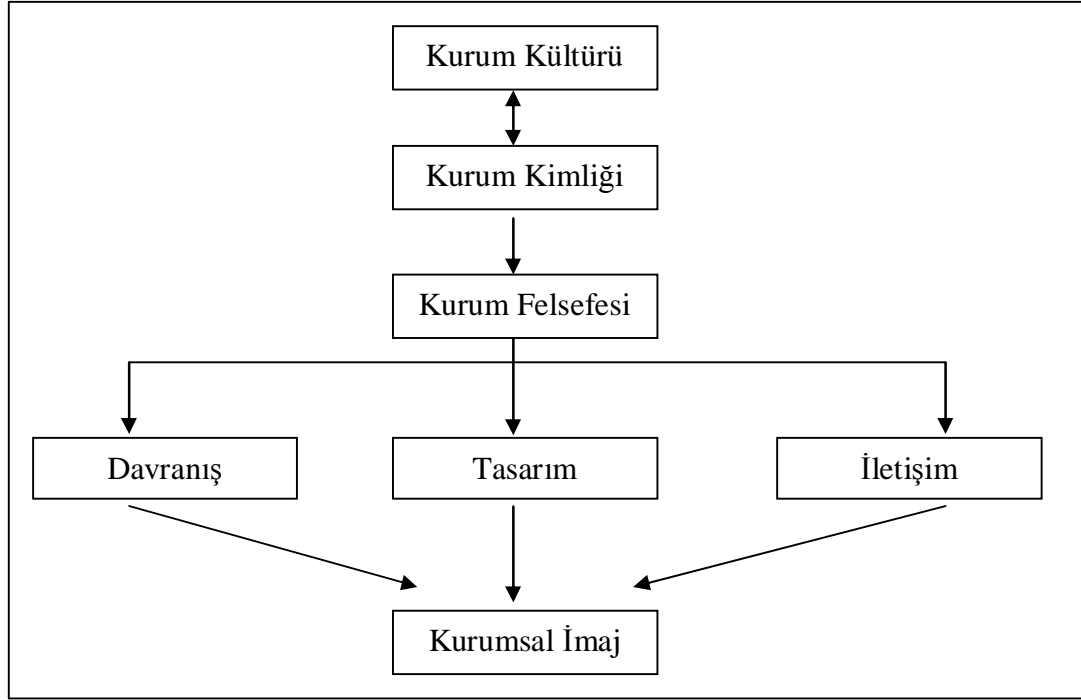 Kurum Kültürü
Kurum Kimliği
Kurum Felsefesi
Davranış
Tasarım
İletişim
Kurumsal İmaj